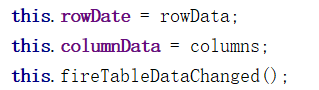 this.rowDate = rowData;
this.columnData = columns;
this.fireTableDataChanged();